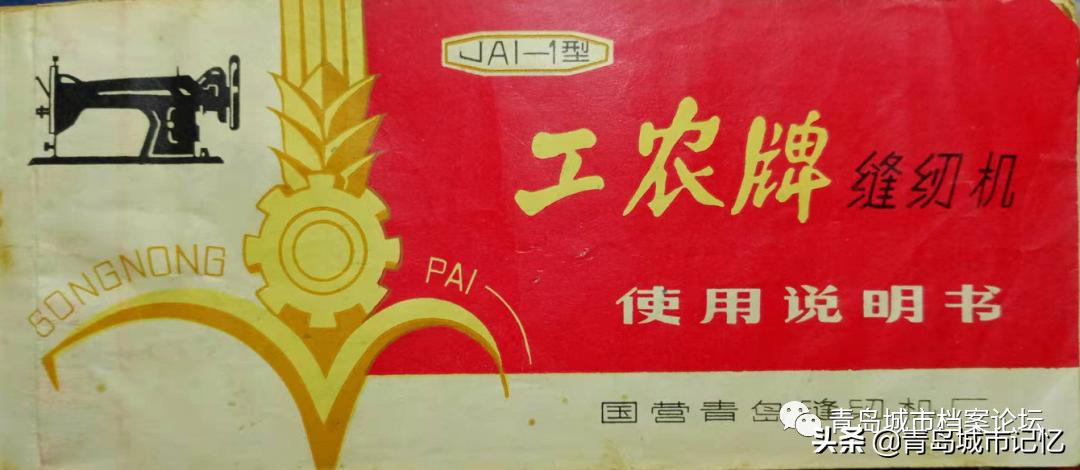 JA1—1型
工农牌 缝纫机
GONGNONG PAI
使用说明书
国营青岛缝纫机厂
青岛城市档案论坛
头条 @青岛城市记忆